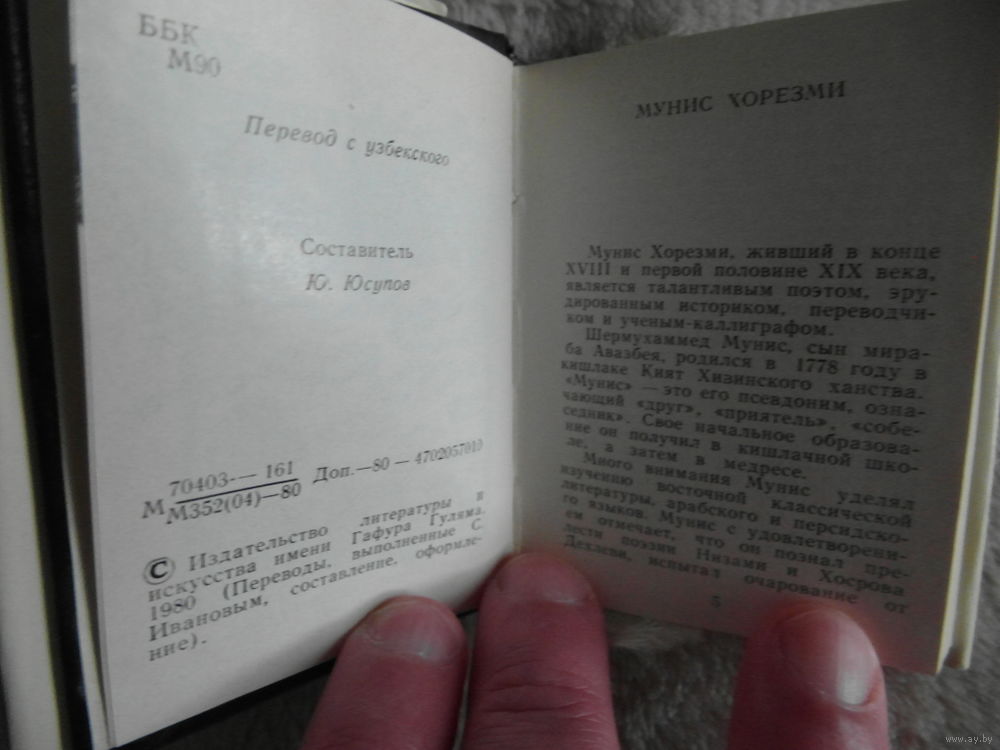 ББК
М90
Перевод с узбекского
Составитель
Ю. Юсупов
М 70403-— 161
М352(04)—80 Доп.—80 — 4702057010
© Издательство литературы и
искусства имени Гафура Гуляма.
1980 (Переводы, выполненные С.
Ивановым, составление, оформле-
ние).
МУНИС ХОРЕЗМИ
Мунис Хорезми, живший в конце
XVIII и первой половине XIX века,
является талантливым поэтом, эру-
дированным историком, переводчи-
ком и ученым-каллиграфом.
Шермухаммед Мунис, сын мира-
ба Авазбея, родился в 1778 году в
кишлаке Кият Хивинского ханства.
«Мунис» — это его псевдоним, озна-
чающий «друг», «приятель», «собе-
седник». Свое начальное образова-
ние он получил в кишлачной шко-
ле, а затем в медресе.
Много внимания Мунис уделял
изучению восточной классической
литературы, арабского и персидско-
го языков. Мунис с удовлетворени-
ем отмечает, что он познал пре-
лести поэзии Низами и Хосрова
Дехлеви, испытал очарование от
5
www.ay.by